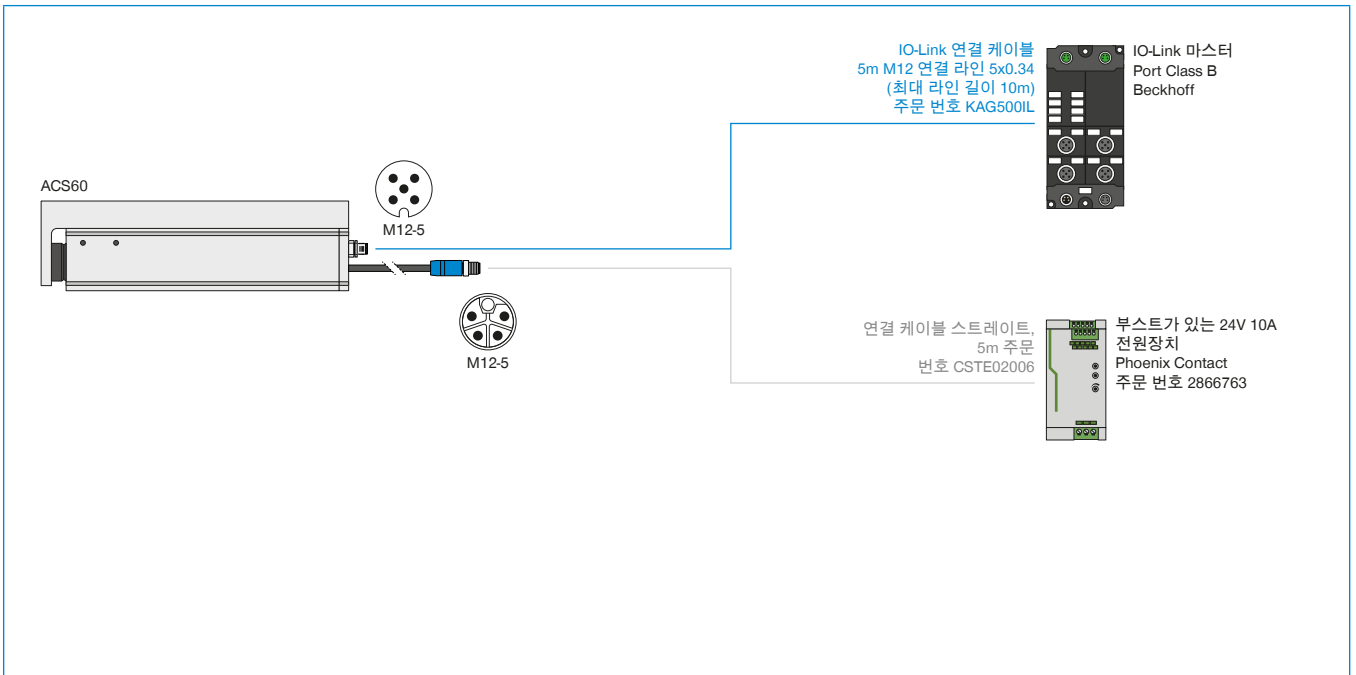 IO-Link 연결 케이블
5m M12 연결 라인 5x0.34
(최대 라인 길이 10m)
주문 번호 KAG500IL
IO-Link 마스터
Port Class B
Beckhoff
ACS60
M12-5
M12-5
연결 케이블 스트레이트,
5m 주문
번호 CSTE02006
부스트가 있는 24V 10A
전원장치
Phoenix Contact
주문 번호 2866763